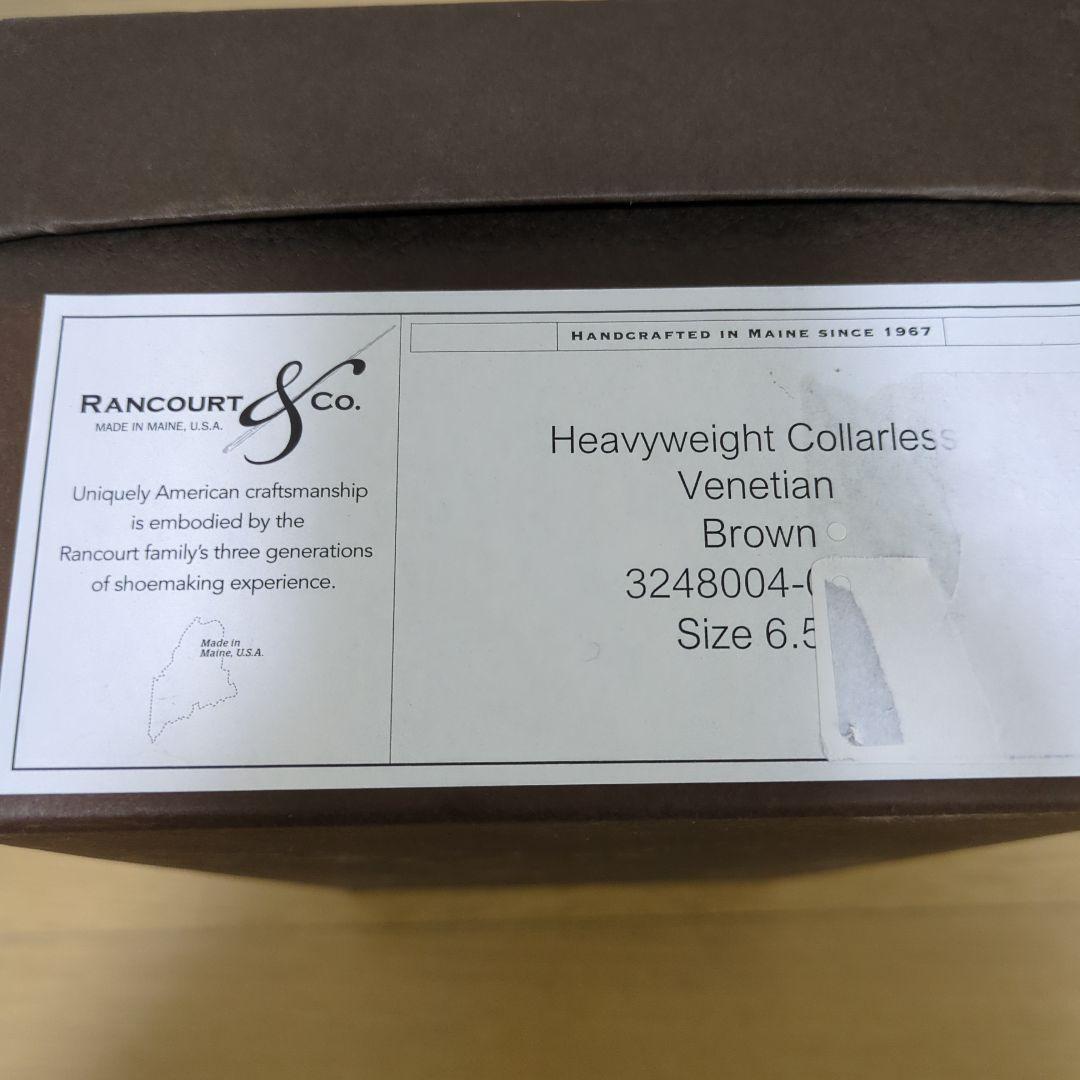 RANCOURT & CO.
MADE IN MAINE, U.S.A.
Uniquely American craftsmanship
is embodied by the
Rancourt family's three generations
of shoemaking experience.
Made in
Maine, U.S.A.
HANDCRAFTED IN MAINE SINCE 1967
Heavyweight Collarless
Venetian
Brown
3248004-
Size 6.5